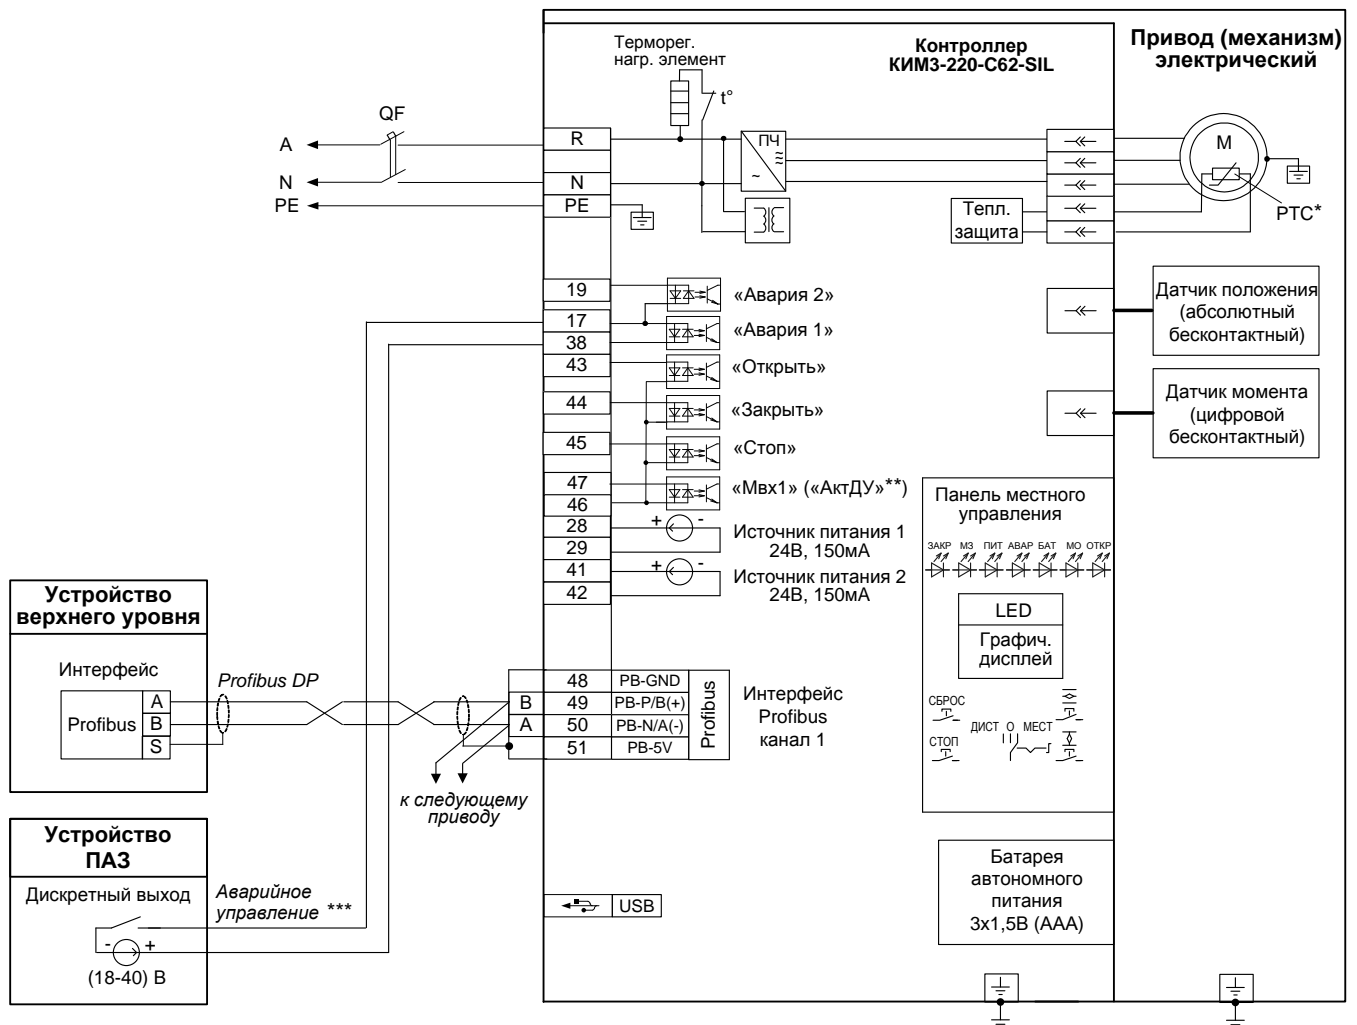 Терморег.
нагр. элемент
t°
Контроллер
КИМ3-220-С62-SIL
Привод (механизм)
электрический
QF
A
N
PE
R
N
PE
ПЧ
≈
~
M
PTC*
Тепл.
защита
19
17
38
43
44
45
47
46
28
29
41
42
«Авария 2»
«Авария 1»
«Открыть»
«Закрыть»
«Стоп»
«Мвх1» («АктДУ»**)
+ -
Источник питания 1
24В, 150мА
+ -
Источник питания 2
24В, 150мА
Датчик положения
(абсолютный
бесконтактный)
Датчик момента
(цифровой
бесконтактный)
Панель местного
управления
ЗАКР МЗ ПИТ АВАР БАТ МО ОТКР
LED
Графич.
дисплей
СБРОС
СТОП
ДИСТ О МЕСТ
Батарея
автономного
питания
3х1,5В (ААА)
Устройство
верхнего уровня
Интерфейс
Profibus
A
B
S
Profibus DP
B
A
48 PB-GND
49 PB-P/B(+)
50 PB-N/A(-)
51 PB-5V
Profibus
Интерфейс
Profibus
канал 1
к следующему
приводу
Устройство
ПАЗ
Дискретный выход
- +
(18-40) В
Аварийное
управление ***
USB